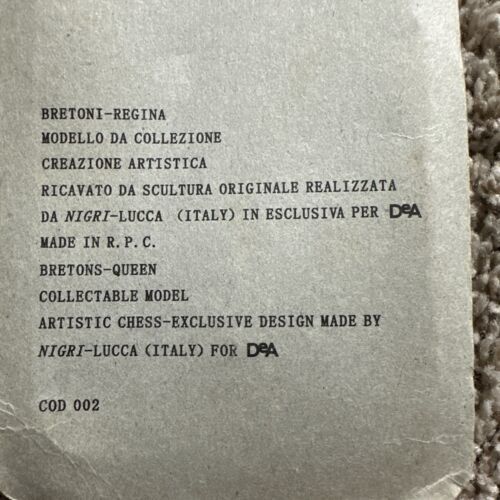 BRETONI-REGINA
MODELLO DA COLLEZIONE
CREAZIONE ARTISTICA
RICAVATO DA SCULTURA ORIGINALE REALIZZATA
DA NIGRI-LUCCA (ITALY) IN ESCLUSIVA PER DeA
MADE IN R.P.C.
BRETONS-QUEEN
COLLECTABLE MODEL
ARTISTIC CHESS-EXCLUSIVE DESIGN MADE BY
NIGRI-LUCCA (ITALY) FOR DeA
COD 002